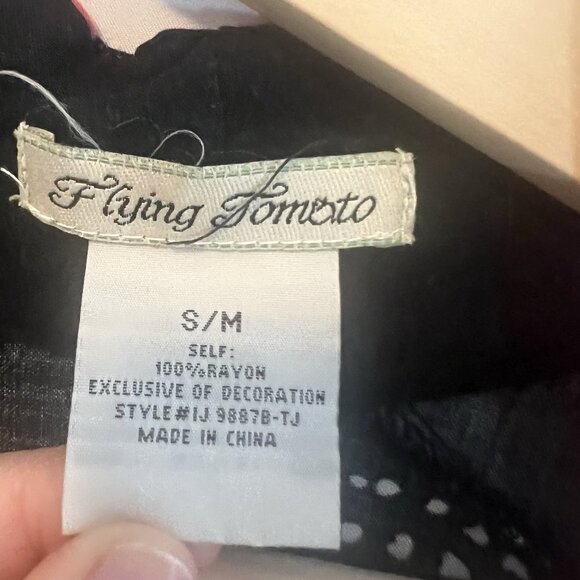 Flying Tomato
S/M
SELF:
100%RAYON
EXCLUSIVE OF DECORATION
STYLE#IJ 9887B-TJ
MADE IN CHINA